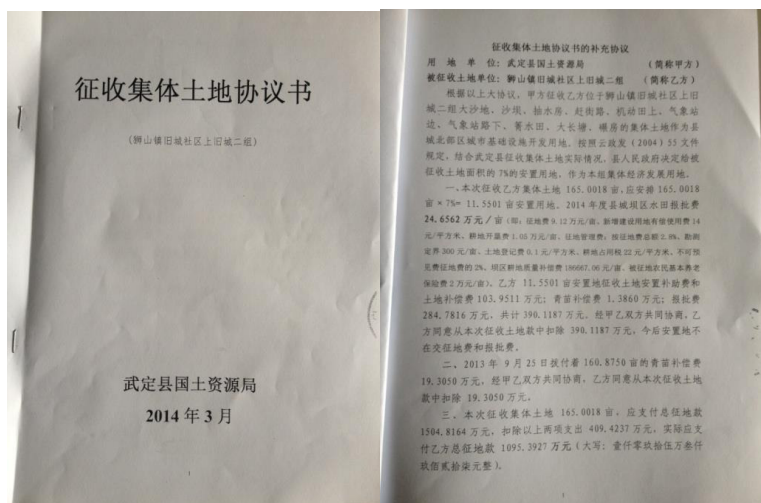 征收集体土地协议书
(狮山镇旧城社区上旧城二组)
武定县国土资源局
2014年3月
征收集体土地协议书的补充协议
用 地 单 位: 武定县国土资源局 (简称甲方)
被征收土地单位: 狮山镇旧城社区上旧城二组 (简称乙方)
根据以上大协议,甲方征收乙方位于狮山镇旧城社区上旧
城二组大沙地、沙坝、抽水房、赶街路、机动田上、气象站
边、气象站路下、蓄水田、大长塘、碾房的集体土地作为县
城北部区城市基础设施开发用地。按照云政发(2004)55文件
规定,结合武定县征收集体土地实际情况,县人民政府决定给被
征收土地面积的7%的安置用地,作为本组集体经济发展用地。
一、本次征收乙方集体土地 165.0018亩,应安排 165.0018
亩×7%= 11.5501亩安置用地。2014年度县城坝区水田报批费
24.6562万元/亩(即:征地费9.12万元/亩、新增建设用地有偿使用费14
元/平方米、耕地开垦费1.05万元/亩、征地管理费:按征地费总额2.8%、勘测
定界300元/亩、土地登记费0.1元/平方米、耕地占用税22元/平方米、不可预
见费征地费的2%、坝区耕地质量补偿费186667.06元/亩、被征地农民基本养老
保险费2万元/亩)。乙方11.5501亩安置地征收土地安置补助费和
土地补偿费103.9511万元;青苗补偿费1.3860万元;报批费
284.7816万元,共计390.1187万元。经甲乙双方共同协商,乙
方同意从本次征收土地款中扣除390.1187万元,今后安置地不
在交征地费和报批费。
二、2013年9月25日拨付着160.8750亩的青苗补偿费
19.3050万元,经甲乙双方共同协商,乙方同意从本次征收土地
款中扣除 19.3050万元。
三、本次征收集体土地 165.0018亩,应支付总征地款
1504.8164万元,扣除以上两项支出 409.4237万元,实际应支
付乙方总征地款 1095.3927万元(大写:壹仟零玖拾伍万叁仟
玖佰贰拾柒元整)。
1